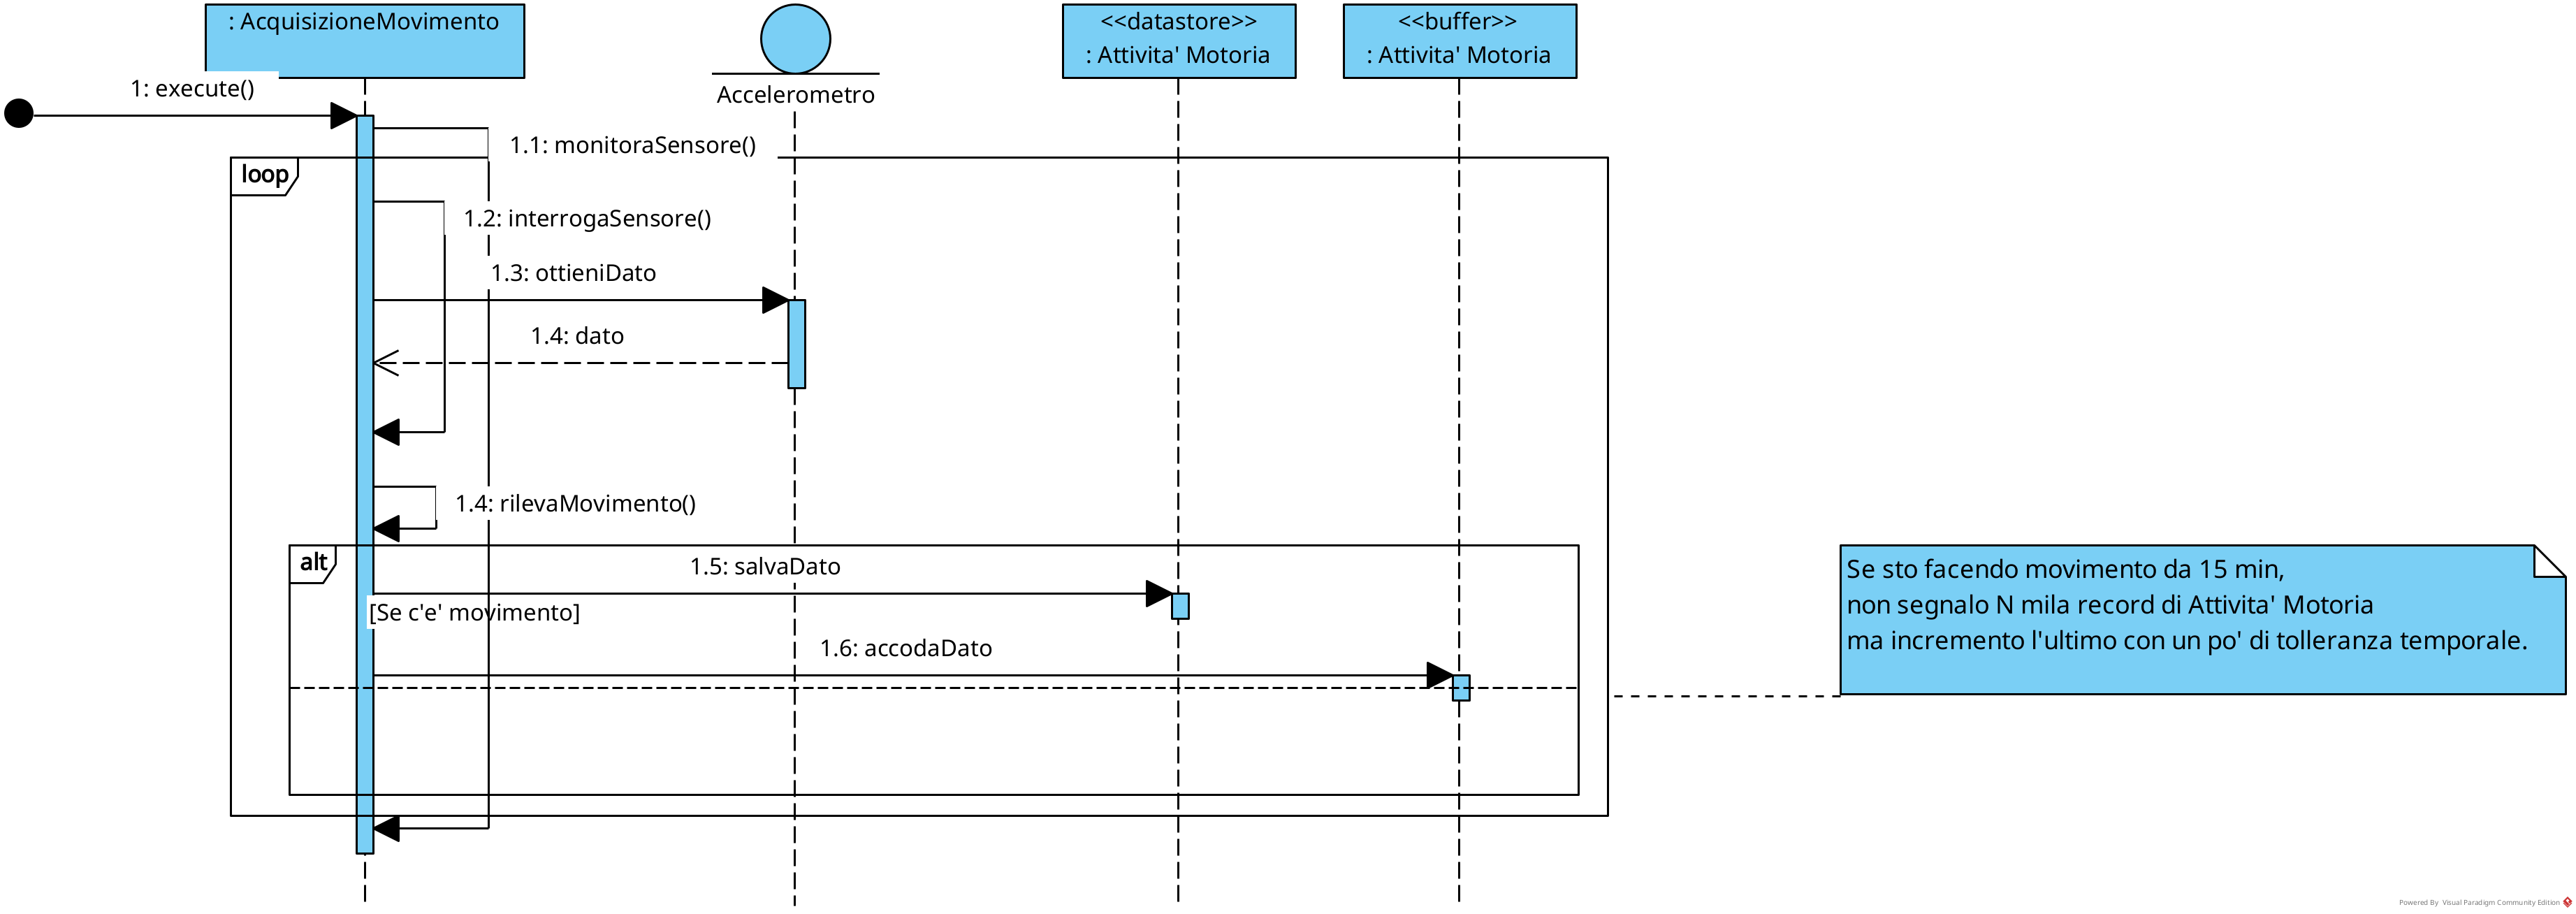 : AcquisizioneMovimento
<<datastore>>
: Attivita' Motoria
<<buffer>>
: Attivita' Motoria
1: execute()
Accelerometro
1.1: monitoraSensore()
loop
1.2: interrogaSensore()
1.3: ottieniDato
1.4: dato
1.4: rilevaMovimento()
alt
1.5: salvaDato
[Se c'e' movimento]
1.6: accodaDato
Se sto facendo movimento da 15 min,
non segnalo N mila record di Attivita' Motoria
ma incremento l'ultimo con un po' di tolleranza temporale.
Powered By Visual Paradigm Community Edition